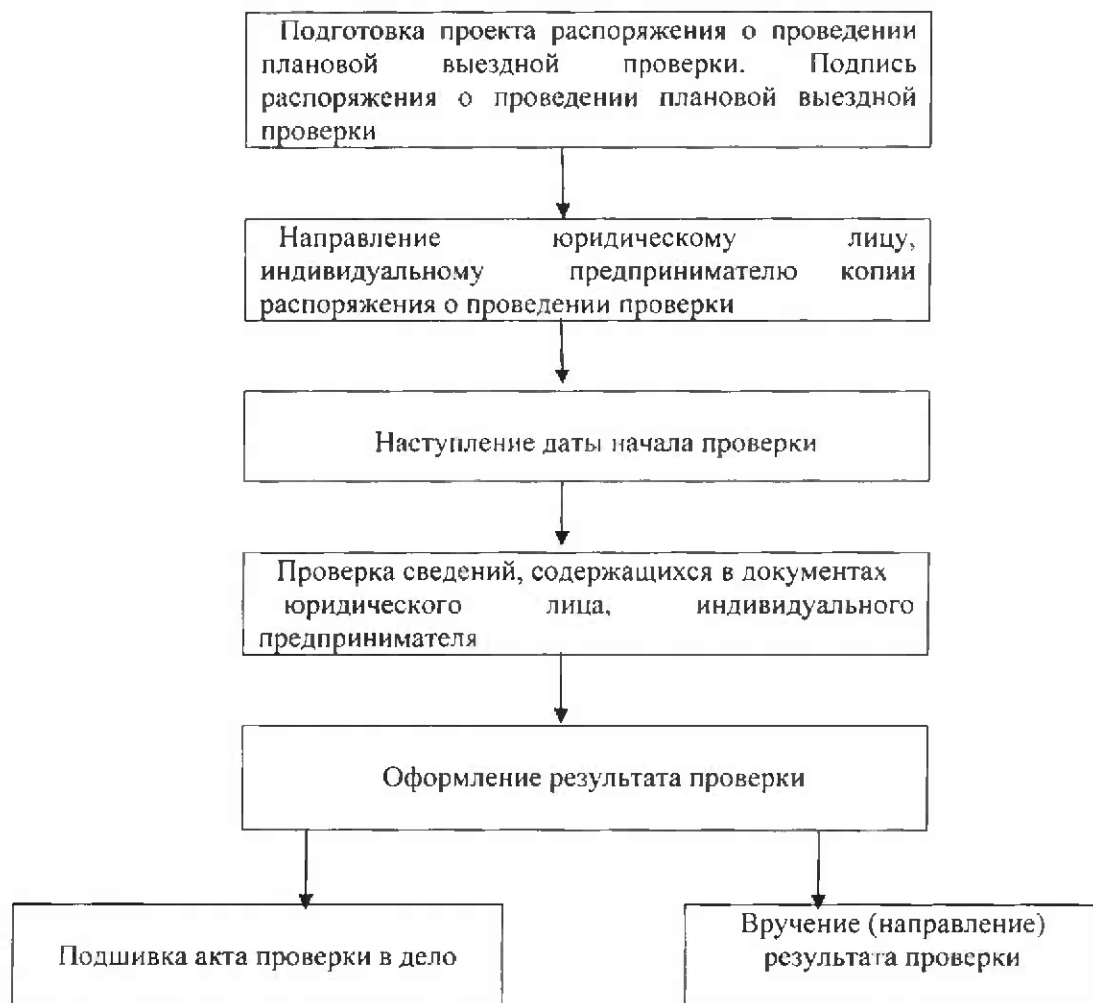 Подготовка проекта распоряжения о проведении
плановой выездной проверки. Подпись
распоряжения о проведении плановой выездной
проверки
Направление юридическому лицу,
индивидуальному предпринимателю копии
распоряжения о проведении проверки
Наступление даты начала проверки
Проверка сведений, содержащихся в документах
юридического лица, индивидуального
предпринимателя
Оформление результата проверки
Подшивка акта проверки в дело
Вручение (направление)
результата проверки